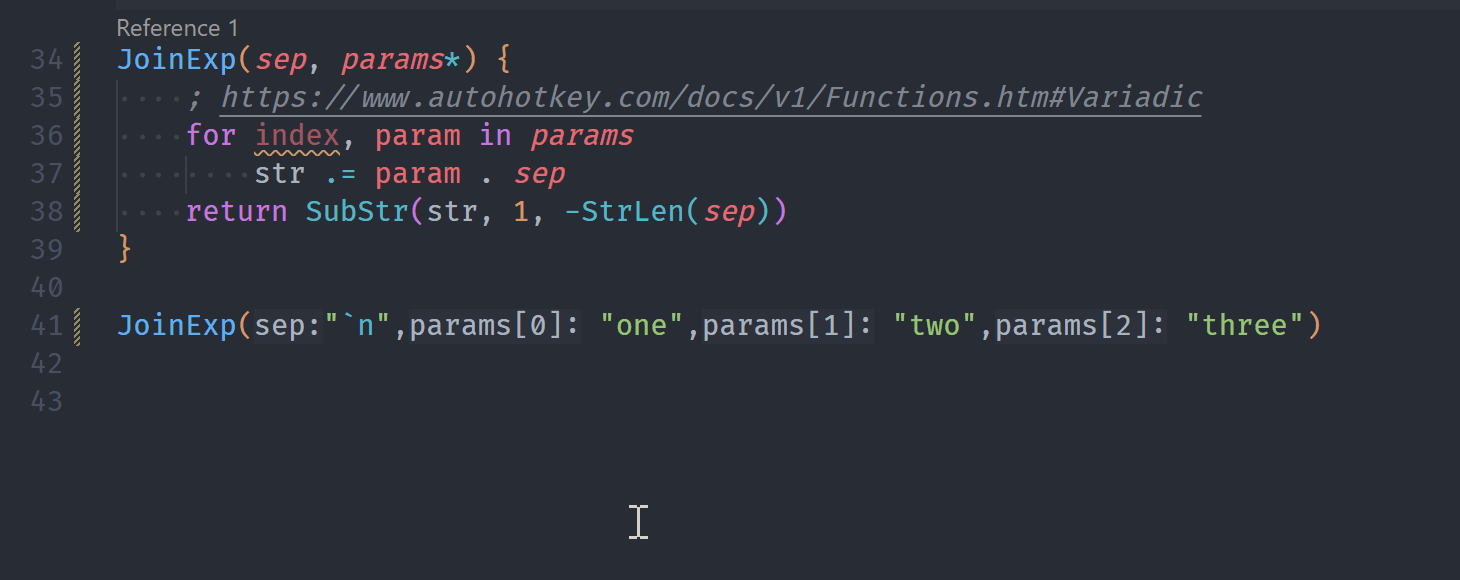 Reference 1
34 JoinExp(sep, params*) {
35 ; https://www.autohotkey.com/docs/v1/Functions.htm#Variadic
36 for index, param in params
37 str .= param . sep
38 return SubStr(str, 1, -StrLen(sep))
39 }
40
41 JoinExp(sep:"`n",params[0]: "one",params[1]: "two",params[2]: "three")
42
43